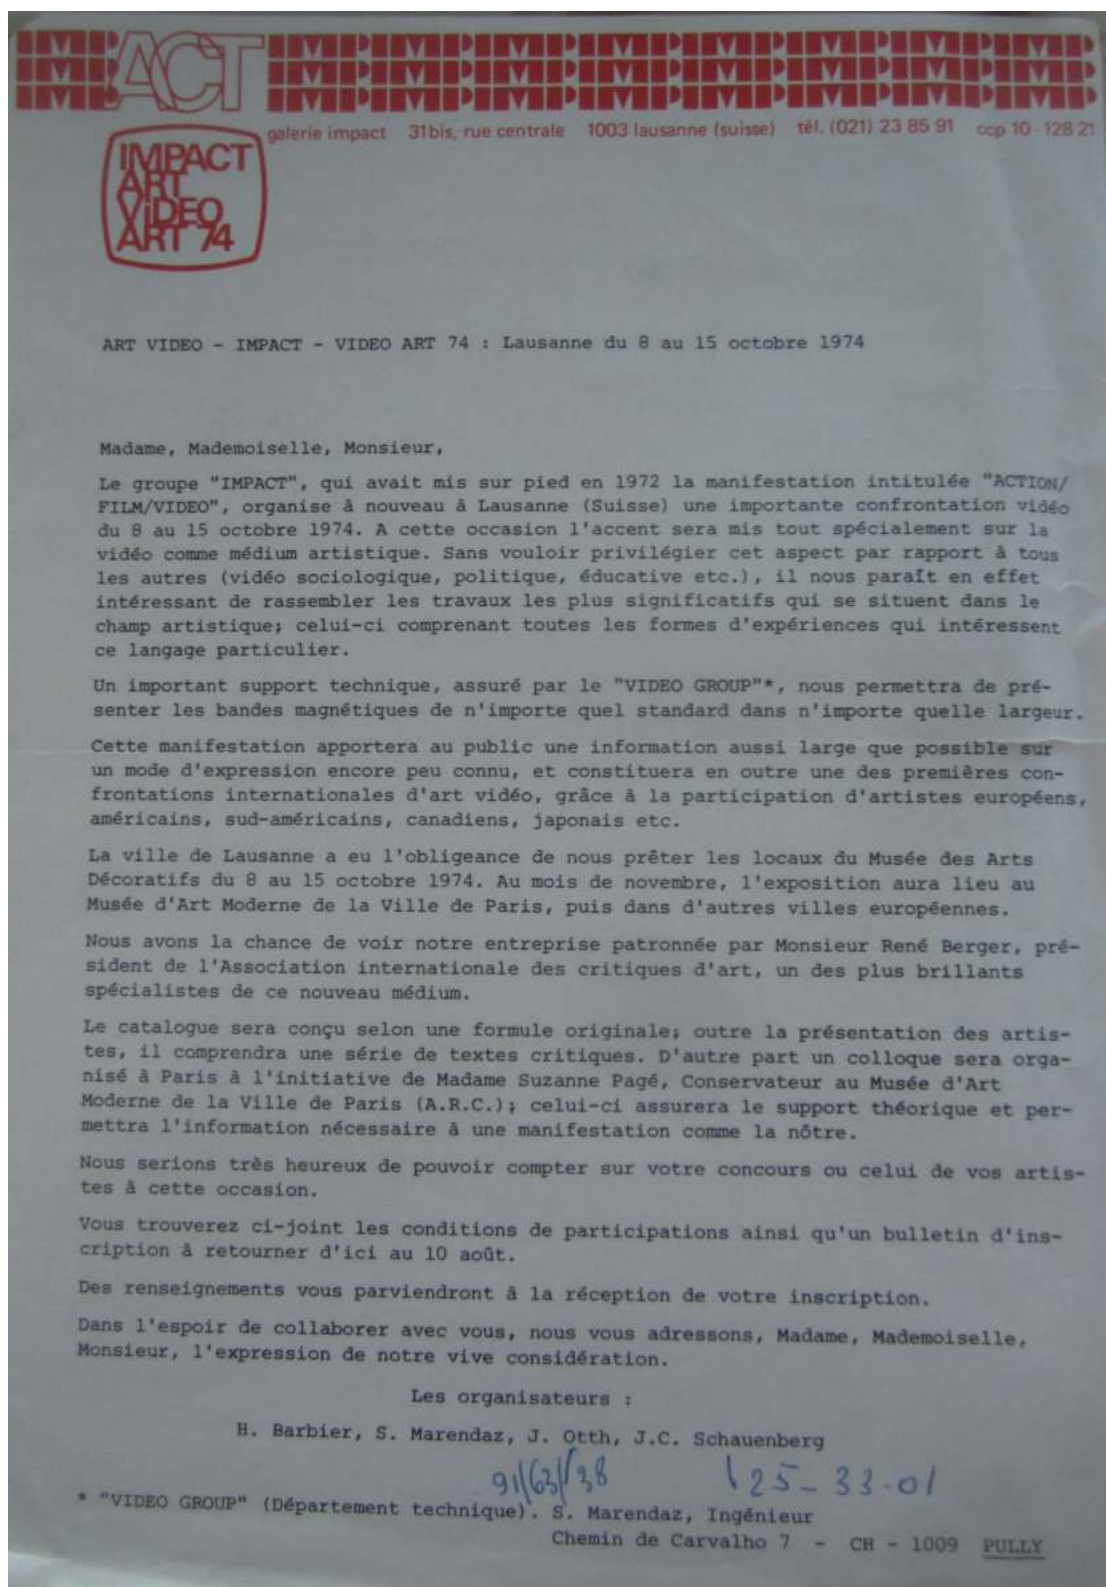 IMPACT IMP IMP IMP IMP IMP IMP IMP IMP
galerie impact 31bis, rue centrale 1003 lausanne (suisse) tél. (021) 23 85 91 ccp 10-128 21
IMPACT
ART
ViDEO
ART 74
ART VIDEO - IMPACT - VIDEO ART 74 : Lausanne du 8 au 15 octobre 1974
Madame, Mademoiselle, Monsieur,
Le groupe "IMPACT", qui avait mis sur pied en 1972 la manifestation intitulée "ACTION/
FILM/VIDEO", organise à nouveau à Lausanne (Suisse) une importante confrontation vidéo
du 8 au 15 octobre 1974. A cette occasion l'accent sera mis tout spécialement sur la
vidéo comme médium artistique. Sans vouloir privilégier cet aspect par rapport à tous
les autres (vidéo sociologique, politique, éducative etc.), il nous paraît en effet
intéressant de rassembler les travaux les plus significatifs qui se situent dans le
champ artistique; celui-ci comprenant toutes les formes d'expériences qui intéressent
ce langage particulier.
Un important support technique, assuré par le "VIDEO GROUP"*, nous permettra de pré-
senter les bandes magnétiques de n'importe quel standard dans n'importe quelle largeur.
Cette manifestation apportera au public une information aussi large que possible sur
un mode d'expression encore peu connu, et constituera en outre une des premières con-
frontations internationales d'art vidéo, grâce à la participation d'artistes européens,
américains, sud-américains, canadiens, japonais etc.
La ville de Lausanne a eu l'obligeance de nous prêter les locaux du Musée des Arts
Décoratifs du 8 au 15 octobre 1974. Au mois de novembre, l'exposition aura lieu au
Musée d'Art Moderne de la Ville de Paris, puis dans d'autres villes européennes.
Nous avons la chance de voir notre entreprise patronnée par Monsieur René Berger, pré-
sident de l'Association internationale des critiques d'art, un des plus brillants
spécialistes de ce nouveau médium.
Le catalogue sera conçu selon une formule originale; outre la présentation des artis-
tes, il comprendra une série de textes critiques. D'autre part un colloque sera orga-
nisé à Paris à l'initiative de Madame Suzanne Pagé, Conservateur au Musée d'Art
Moderne de la Ville de Paris (A.R.C.); celui-ci assurera le support théorique et per-
mettra l'information nécessaire à une manifestation comme la nôtre.
Nous serions très heureux de pouvoir compter sur votre concours ou celui de vos artis-
tes à cette occasion.
Vous trouverez ci-joint les conditions de participations ainsi qu'un bulletin d'ins-
cription à retourner d'ici au 10 août.
Des renseignements vous parviendront à la réception de votre inscription.
Dans l'espoir de collaborer avec vous, nous vous adressons, Madame, Mademoiselle,
Monsieur, l'expression de notre vive considération.
Les organisateurs :
H. Barbier, S. Marendaz, J. Otth, J.C. Schauenberg
25-33-01
* "VIDEO GROUP" (Département technique). S. Marendaz, Ingénieur
Chemin de Carvalho 7 - CH - 1009 PULLY